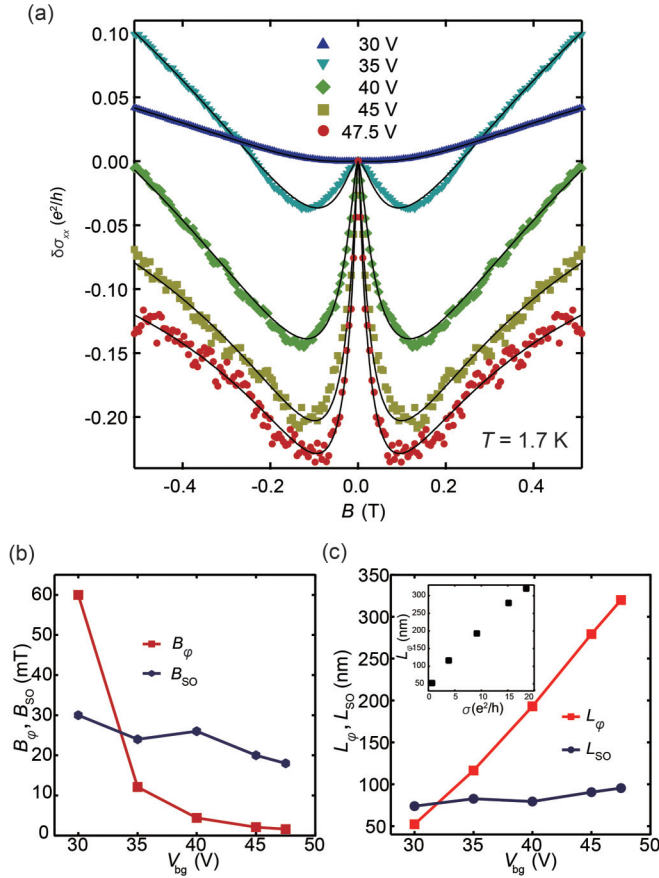 (a)
0.10
0.05
0.00
-0.05
-0.10
-0.15
-0.20
δσxx (e²/h)
30 V
35 V
40 V
45 V
47.5 V
T = 1.7 K
-0.4 -0.2 0.0 0.2 0.4
B (T)
(b)
60
50
40
30
20
10
0
Bφ, BSO (mT)
Bφ
BSO
30 35 40 45 50
Vbg (V)
(c)
350
300
250
200
150
100
50
Lφ, LSO (nm)
300
250
200
150
100
50
Lφ (nm)
0 5 10 15 20
σ(e²/h)
Lφ
LSO
30 35 40 45 50
Vbg (V)